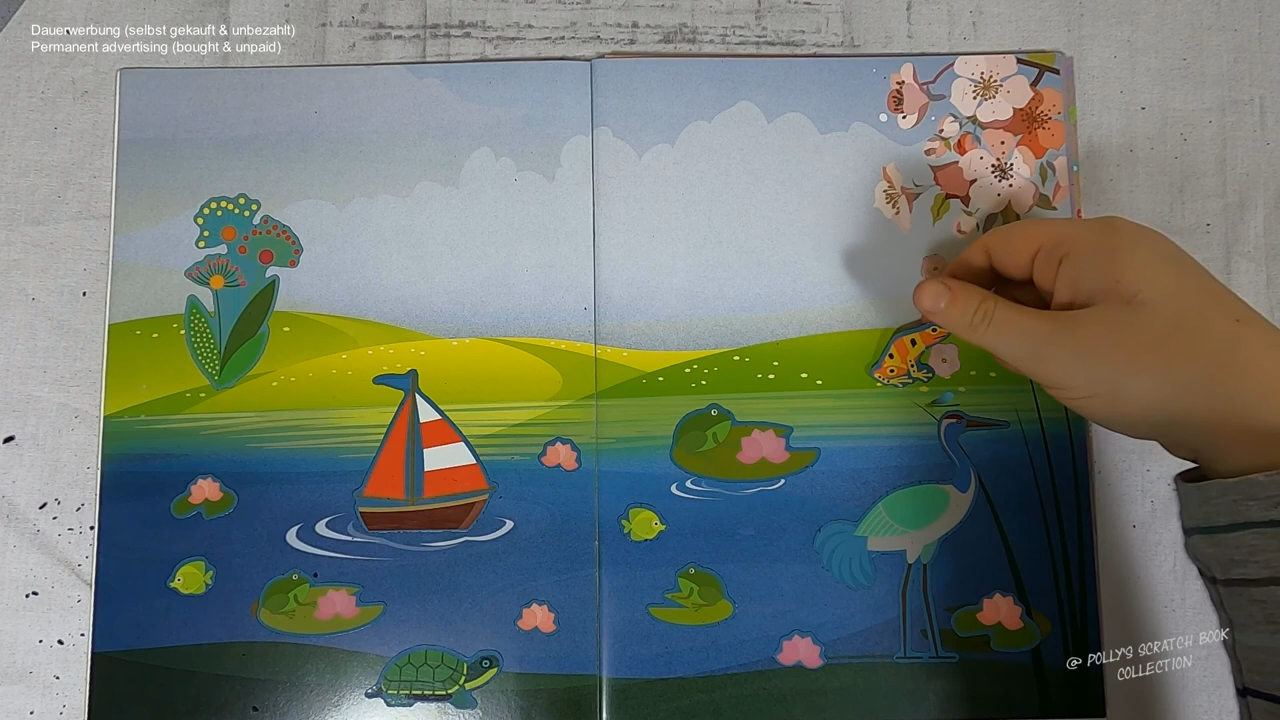 Dauerwerbung (selbst gekauft & unbezahlt)
Permanent advertising (bought & unpaid)
@ POLLY'S SCRATCH BOOK
COLLECTION